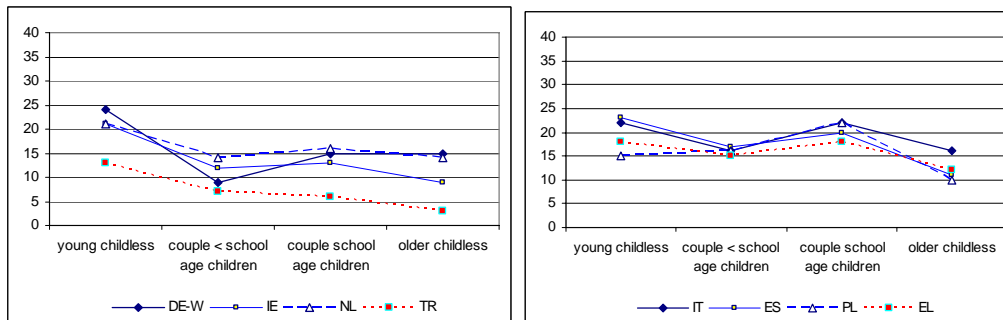 40
35
30
25
20
15
10
5
0
young childless
couple < school
age children
couple school
age children
older childless
DE-W
IE
NL
TR
40
35
30
25
20
15
10
5
0
young childless
couple < school
age children
couple school
age children
older childless
IT
ES
PL
EL